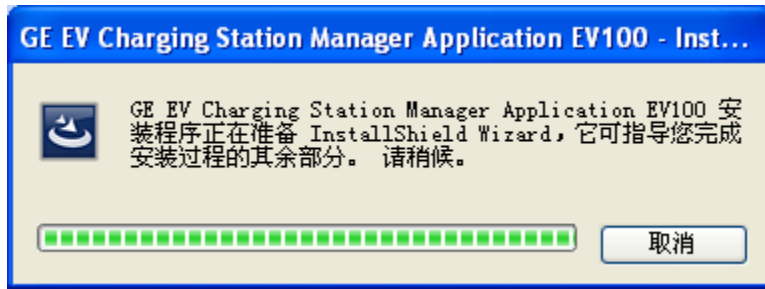 GE EV Charging Station Manager Application EV100 - Inst...
GE EV Charging Station Manager Application EV100 安
装程序正在准备 InstallShield Wizard，它可指导您完成
安装过程的其余部分。 请稍候。
取消